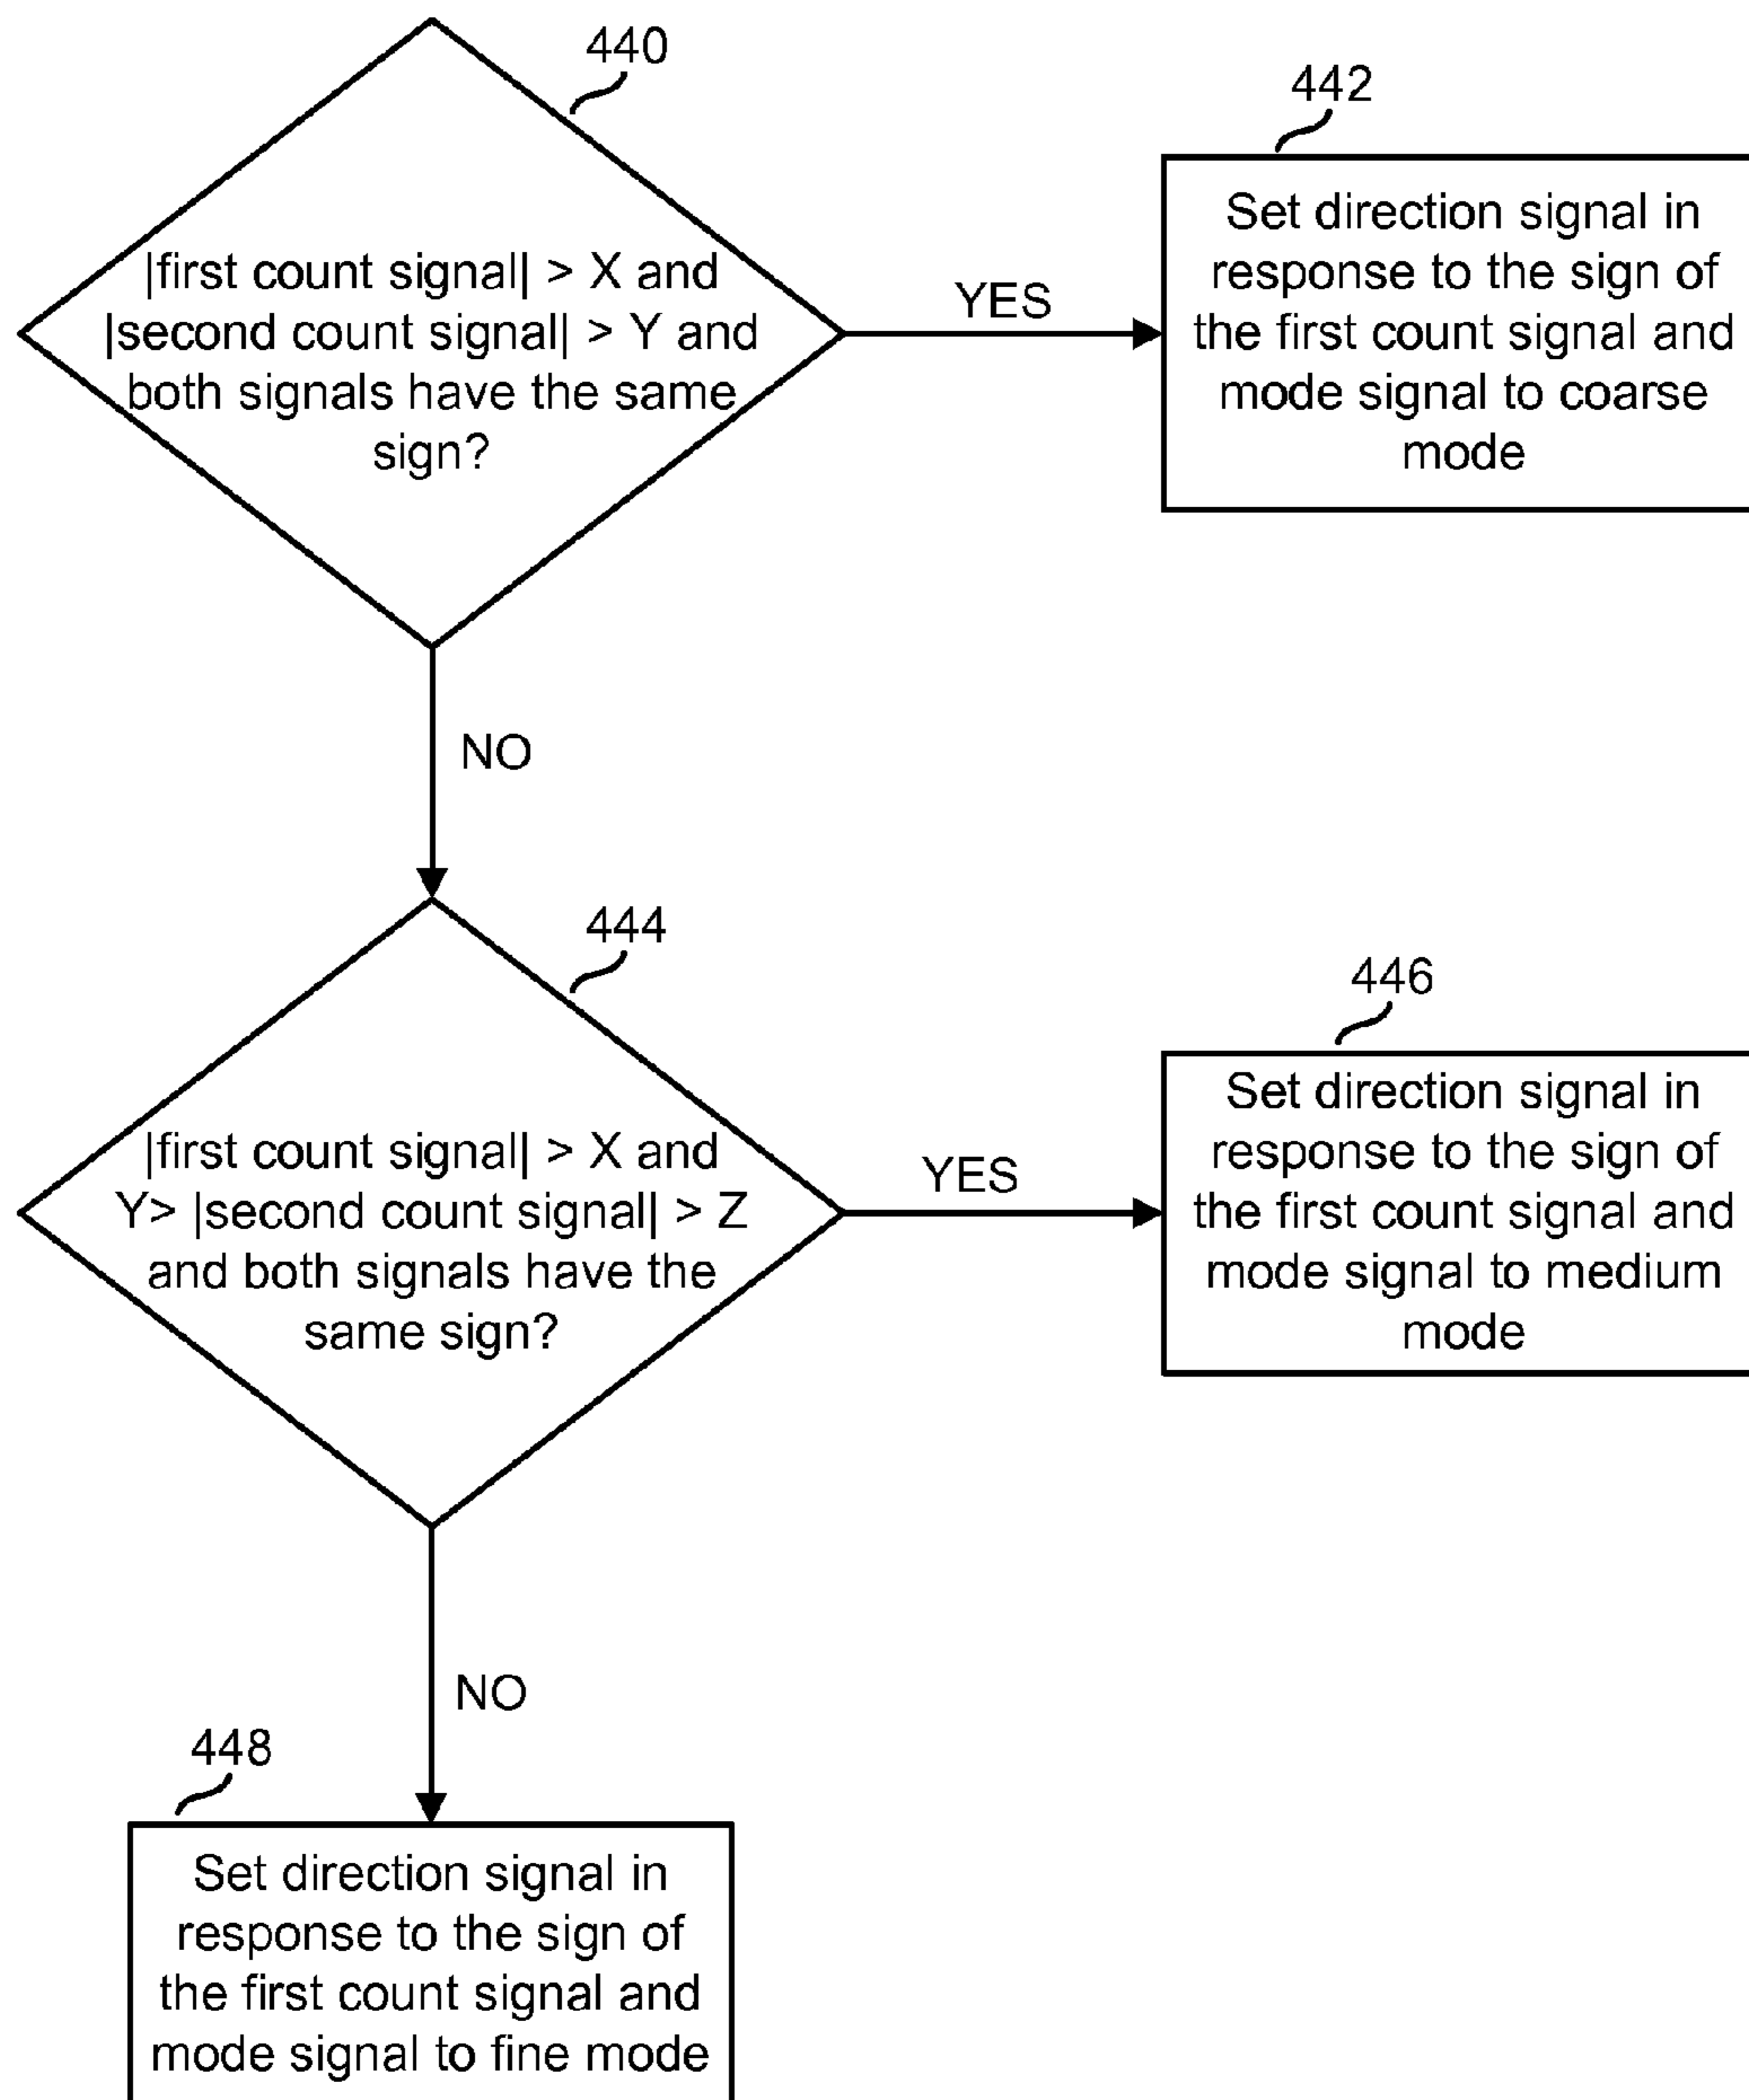 440
|first count signal| > X and
|second count signal| > Y and
both signals have the same
sign?
YES
442
Set direction signal in
response to the sign of
the first count signal and
mode signal to coarse
mode
NO
444
|first count signal| > X and
Y> |second count signal| > Z
and both signals have the
same sign?
YES
446
Set direction signal in
response to the sign of
the first count signal and
mode signal to medium
mode
NO
448
Set direction signal in
response to the sign of
the first count signal and
mode signal to fine mode